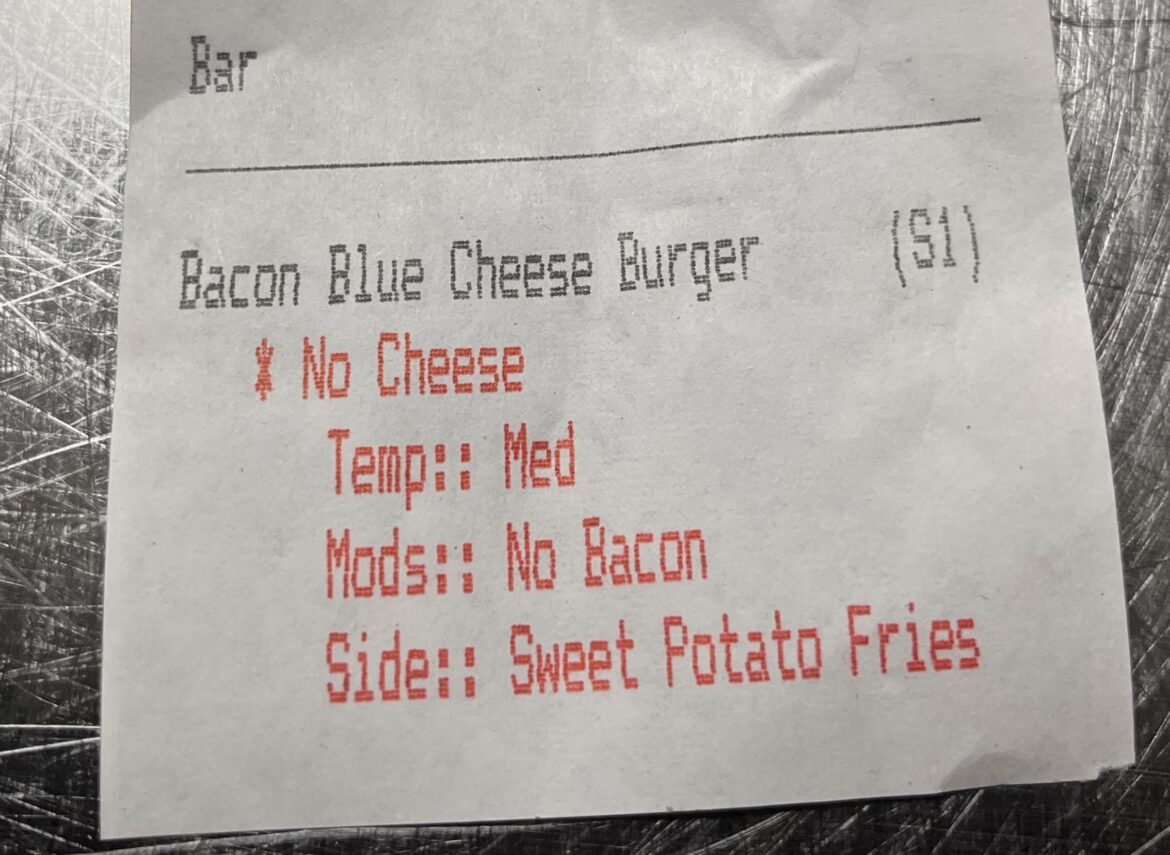 Bar
Bacon Blue Cheese Burger (S1)
* No Cheese
Temp:: Med
Mods:: No Bacon
Side:: Sweet Potato Fries